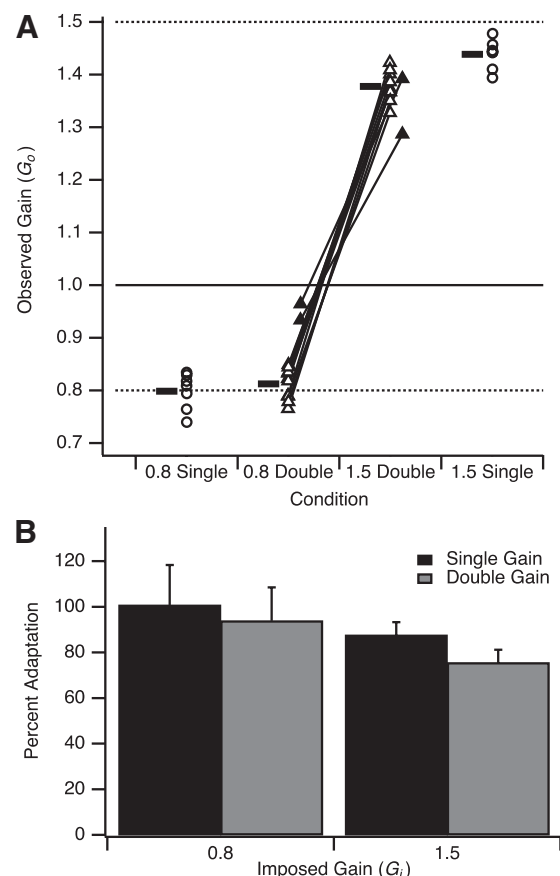 A
1.5
1.4
1.3
1.2
1.1
1.0
0.9
0.8
0.7
Observed Gain (Go)
0.8 Single 0.8 Double 1.5 Double 1.5 Single
Condition
B
120
100
80
60
40
20
0
Percent Adaptation
Single Gain
Double Gain
0.8 1.5
Imposed Gain (Gi)